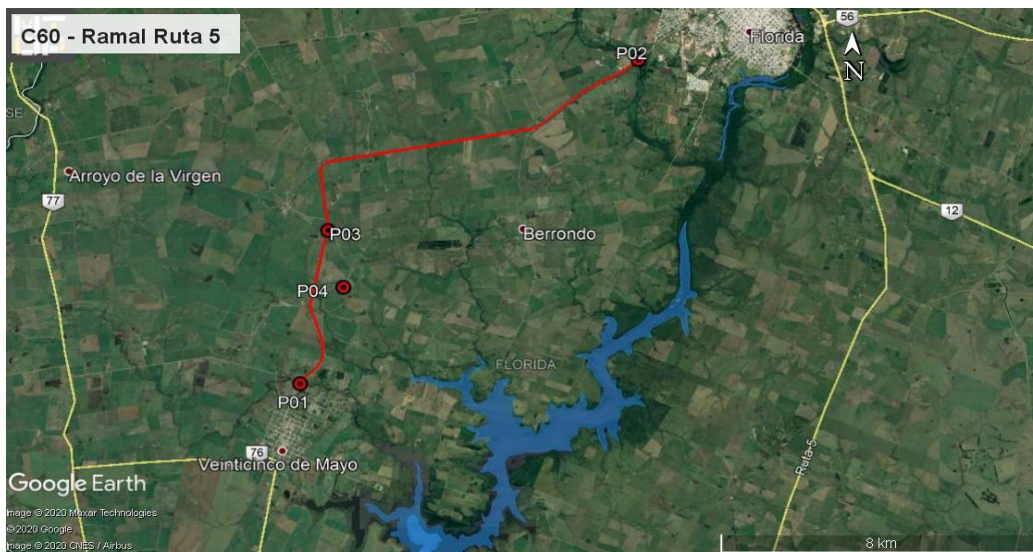 C60 - Ramal Ruta 5
56
P02
Florida
N
SE
Arroyo de la Virgen
77
12
P03
Berrondo
P04
FLORIDA
P01
76
Veinticinco de Mayo
Ruta 5
Google Earth
Image © 2020 Maxar Technologies
© 2020 Google
Image © 2020 CNES / Airbus
8 km